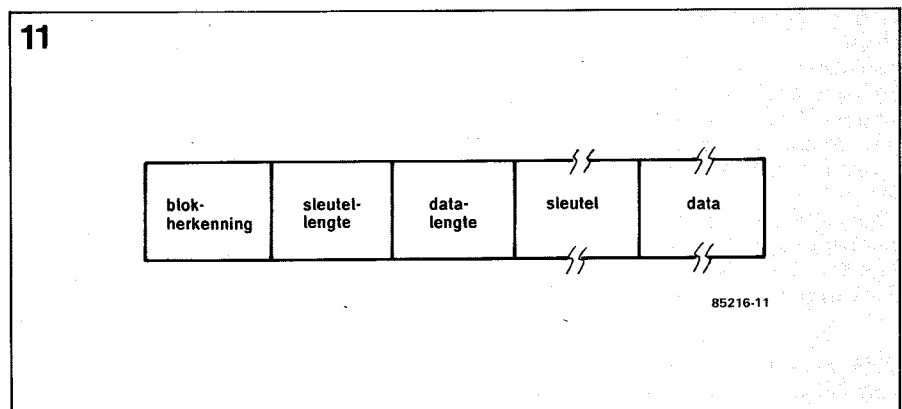 11
blok-
herkenning
sleutel-
lengte
data-
lengte
sleutel
data
85216-11